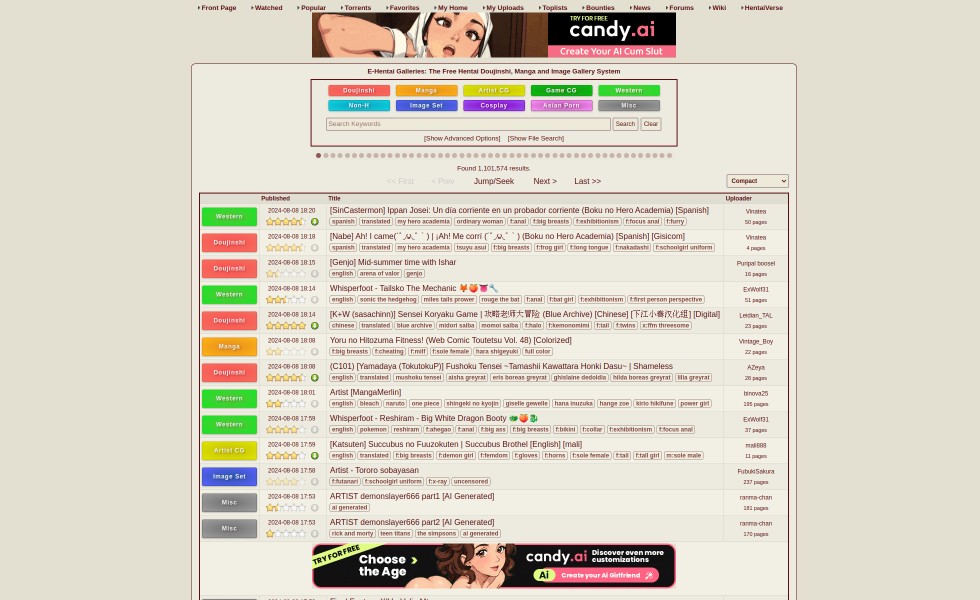 Front Page Watched Popular Torrents Favorites My Home My Uploads Toplists Bounties News Forums Wiki HentaiVerse
TRY FOR FREE
candy.ai
Create Your AI Cum Slut
E-Hentai Galleries: The Free Hentai Doujinshi, Manga and Image Gallery System
Doujinshi Manga Artist CG Game CG Western
Non-H Image Set Cosplay Asian Porn Misc
Search Keywords Search Clear
[Show Advanced Options] [Show File Search]
Found 1,101,574 results.
<< First < Prev Jump/Seek Next > Last >> Compact
Published Title Uploader
Western 2024-08-08 18:20 [SinCastermon] Ippan Josei: Un día corriente en un probador corriente (Boku no Hero Academia) [Spanish] Vinatea
spanish translated my hero academia ordinary woman f:anal f:big breasts f:exhibitionism f:focus anal f:furry 50 pages
Doujinshi 2024-08-08 18:18 [Nabe] Ah! I came | ¡Ah! Me corrí (Boku no Hero Academia) [Spanish] [Gisicom] Vinatea
spanish translated my hero academia tsuyu asui f:big breasts f:frog girl f:long tongue f:nakadashi f:schoolgirl uniform 4 pages
Doujinshi 2024-08-08 18:15 [Genjo] Mid-summer time with Ishar Puripal boosei
english arena of valor genjo 16 pages
Western 2024-08-08 18:14 Whisperfoot - Tailsko The Mechanic 🦊🍑👅🔧 ExWolf31
english sonic the hedgehog miles tails prower rouge the bat f:anal f:bat girl f:exhibitionism f:first person perspective 51 pages
Doujinshi 2024-08-08 18:14 [K+W (sasachinn)] Sensei Koryaku Game | 攻略老师大冒险 (Blue Archive) [Chinese] [下江小春汉化组] [Digital] Leidian_TAL
chinese translated blue archive midori saiba momoi saiba f:halo f:kemonomimi f:tail f:twins x:ffm threesome 23 pages
Manga 2024-08-08 18:08 Yoru no Hitozuma Fitness! (Web Comic Toutetsu Vol. 48) [Colorized] Vintage_Boy
f:big breasts f:cheating f:milf f:sole female hara shigeyuki full color 22 pages
Doujinshi 2024-08-08 18:08 (C101) [Yamadaya (TokutokuP)] Fushoku Tensei ~Tamashii Kawattara Honki Dasu~ | Shameless AZeya
english translated mushoku tensei aisha greyrat eris boreas greyrat ghislaine dedoldia hilda boreas greyrat lilia greyrat 26 pages
Western 2024-08-08 18:01 Artist [MangaMerlin] binova25
english bleach naruto one piece shingeki no kyojin giselle gewelle hana inuzuka hange zoe kirio hikifune power girl 195 pages
Western 2024-08-08 17:59 Whisperfoot - Reshiram - Big White Dragon Booty 🐲🍑🐉 ExWolf31
english pokemon reshiram f:ahegao f:anal f:big ass f:big breasts f:bikini f:collar f:exhibitionism f:focus anal 37 pages
Artist CG 2024-08-08 17:59 [Katsuten] Succubus no Fuuzokuten | Succubus Brothel [English] [mali] mali888
english translated f:big breasts f:demon girl f:femdom f:gloves f:horns f:sole female f:tail f:tall girl m:sole male 11 pages
Image Set 2024-08-08 17:58 Artist - Tororo sobayasan FubukiSakura
f:futanari f:schoolgirl uniform f:x-ray uncensored 237 pages
Misc 2024-08-08 17:53 ARTIST demonslayer666 part1 [AI Generated] ranma-chan
ai generated 181 pages
Misc 2024-08-08 17:53 ARTIST demonslayer666 part2 [AI Generated] ranma-chan
rick and morty teen titans the simpsons ai generated 170 pages
TRY FOR FREE
Choose the Age
candy.ai Discover even more customizations
Ai Create your AI Girlfriend